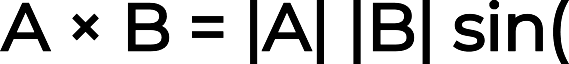 A × B = |A| |B| sin(